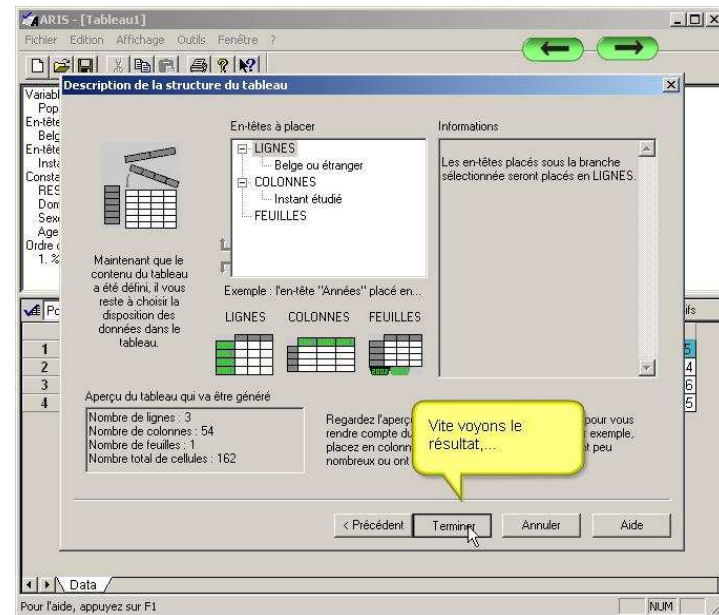 ARIS - [Tableau1]
Fichier Edition Affichage Outils Fenêtre ?
Description de la structure du tableau
Variabl
Pop
En-tête
Belg
En-tête
Insta
Consta
RES
Dom
Sex
Age
Ordre d
1. %
En-têtes à placer
LIGNES
Belge ou étranger
COLONNES
Instant étudié
FEUILLES
Informations
Les en-têtes placés sous la branche
sélectionnée seront placés en LIGNES.
Maintenant que le
contenu du tableau
a été défini, il vous
reste à choisir la
disposition des
données dans le
tableau.
Exemple : l'en-tête "Années" placé en...
LIGNES COLONNES FEUILLES
Po
ifs
1 5
2 4
3 6
4 5
Aperçu du tableau qui va être généré
Nombre de lignes : 3
Nombre de colonnes : 54
Nombre de feuilles : 1
Nombre total de cellules : 162
Regardez l'aperç pour vous
rendre compte du r exemple,
placez en colonn t peu
nombreux ou ont
Vite voyons le
résultat,...
< Précédent Terminer Annuler Aide
Data
Pour l'aide, appuyez sur F1
NUM